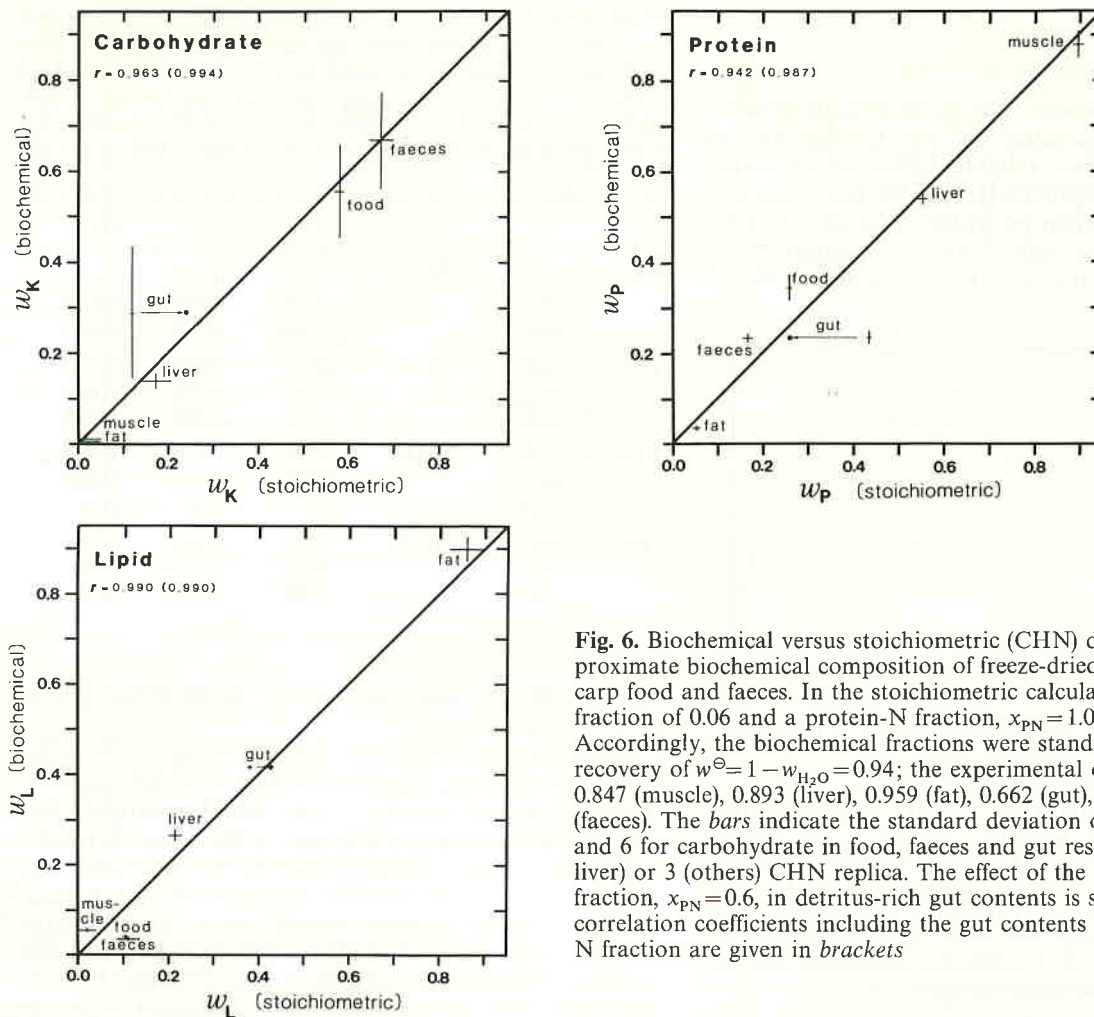 Carbohydrate
r=0.963 (0.994)
0.8
0.6
0.4
0.2
w_K (biochemical)
faeces
food
gut
liver
muscle
fat
0.0 0.2 0.4 0.6 0.8
w_K (stoichiometric)
Protein
r=0.942 (0.987)
0.8
0.6
0.4
0.2
w_P (biochemical)
muscle
liver
food
gut
faeces
fat
0.0 0.2 0.4 0.6 0.8
w_P (stoichiometric)
Lipid
r=0.990 (0.990)
0.8
0.6
0.4
0.2
w_L (biochemical)
fat
gut
liver
mus-
cle
food
faeces
0.0 0.2 0.4 0.6 0.8
w_L (stoichiometric)
Fig. 6. Biochemical versus stoichiometric (CHN)
proximate biochemical composition of freeze-dried
carp food and faeces. In the stoichiometric
fraction of 0.06 and a protein-N fraction, x_PN=1.0
Accordingly, the biochemical fractions were
recovery of w^⊖=1−w_H₂O=0.94; the experimental
0.847 (muscle), 0.893 (liver), 0.959 (fat), 0.662 (gut),
(faeces). The bars indicate the standard deviation
and 6 for carbohydrate in food, faeces and gut
liver) or 3 (others) CHN replica. The effect of the
fraction, x_PN=0.6, in detritus-rich gut contents is
correlation coefficients including the gut contents
N fraction are given in brackets